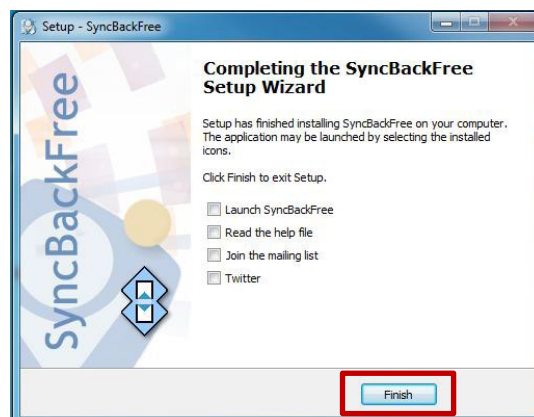 Setup - SyncBackFree
SyncBackFree
Completing the SyncBackFree
Setup Wizard
Setup has finished installing SyncBackFree on your computer.
The application may be launched by selecting the installed
icons.
Click Finish to exit Setup.
Launch SyncBackFree
Read the help file
Join the mailing list
Twitter
Finish